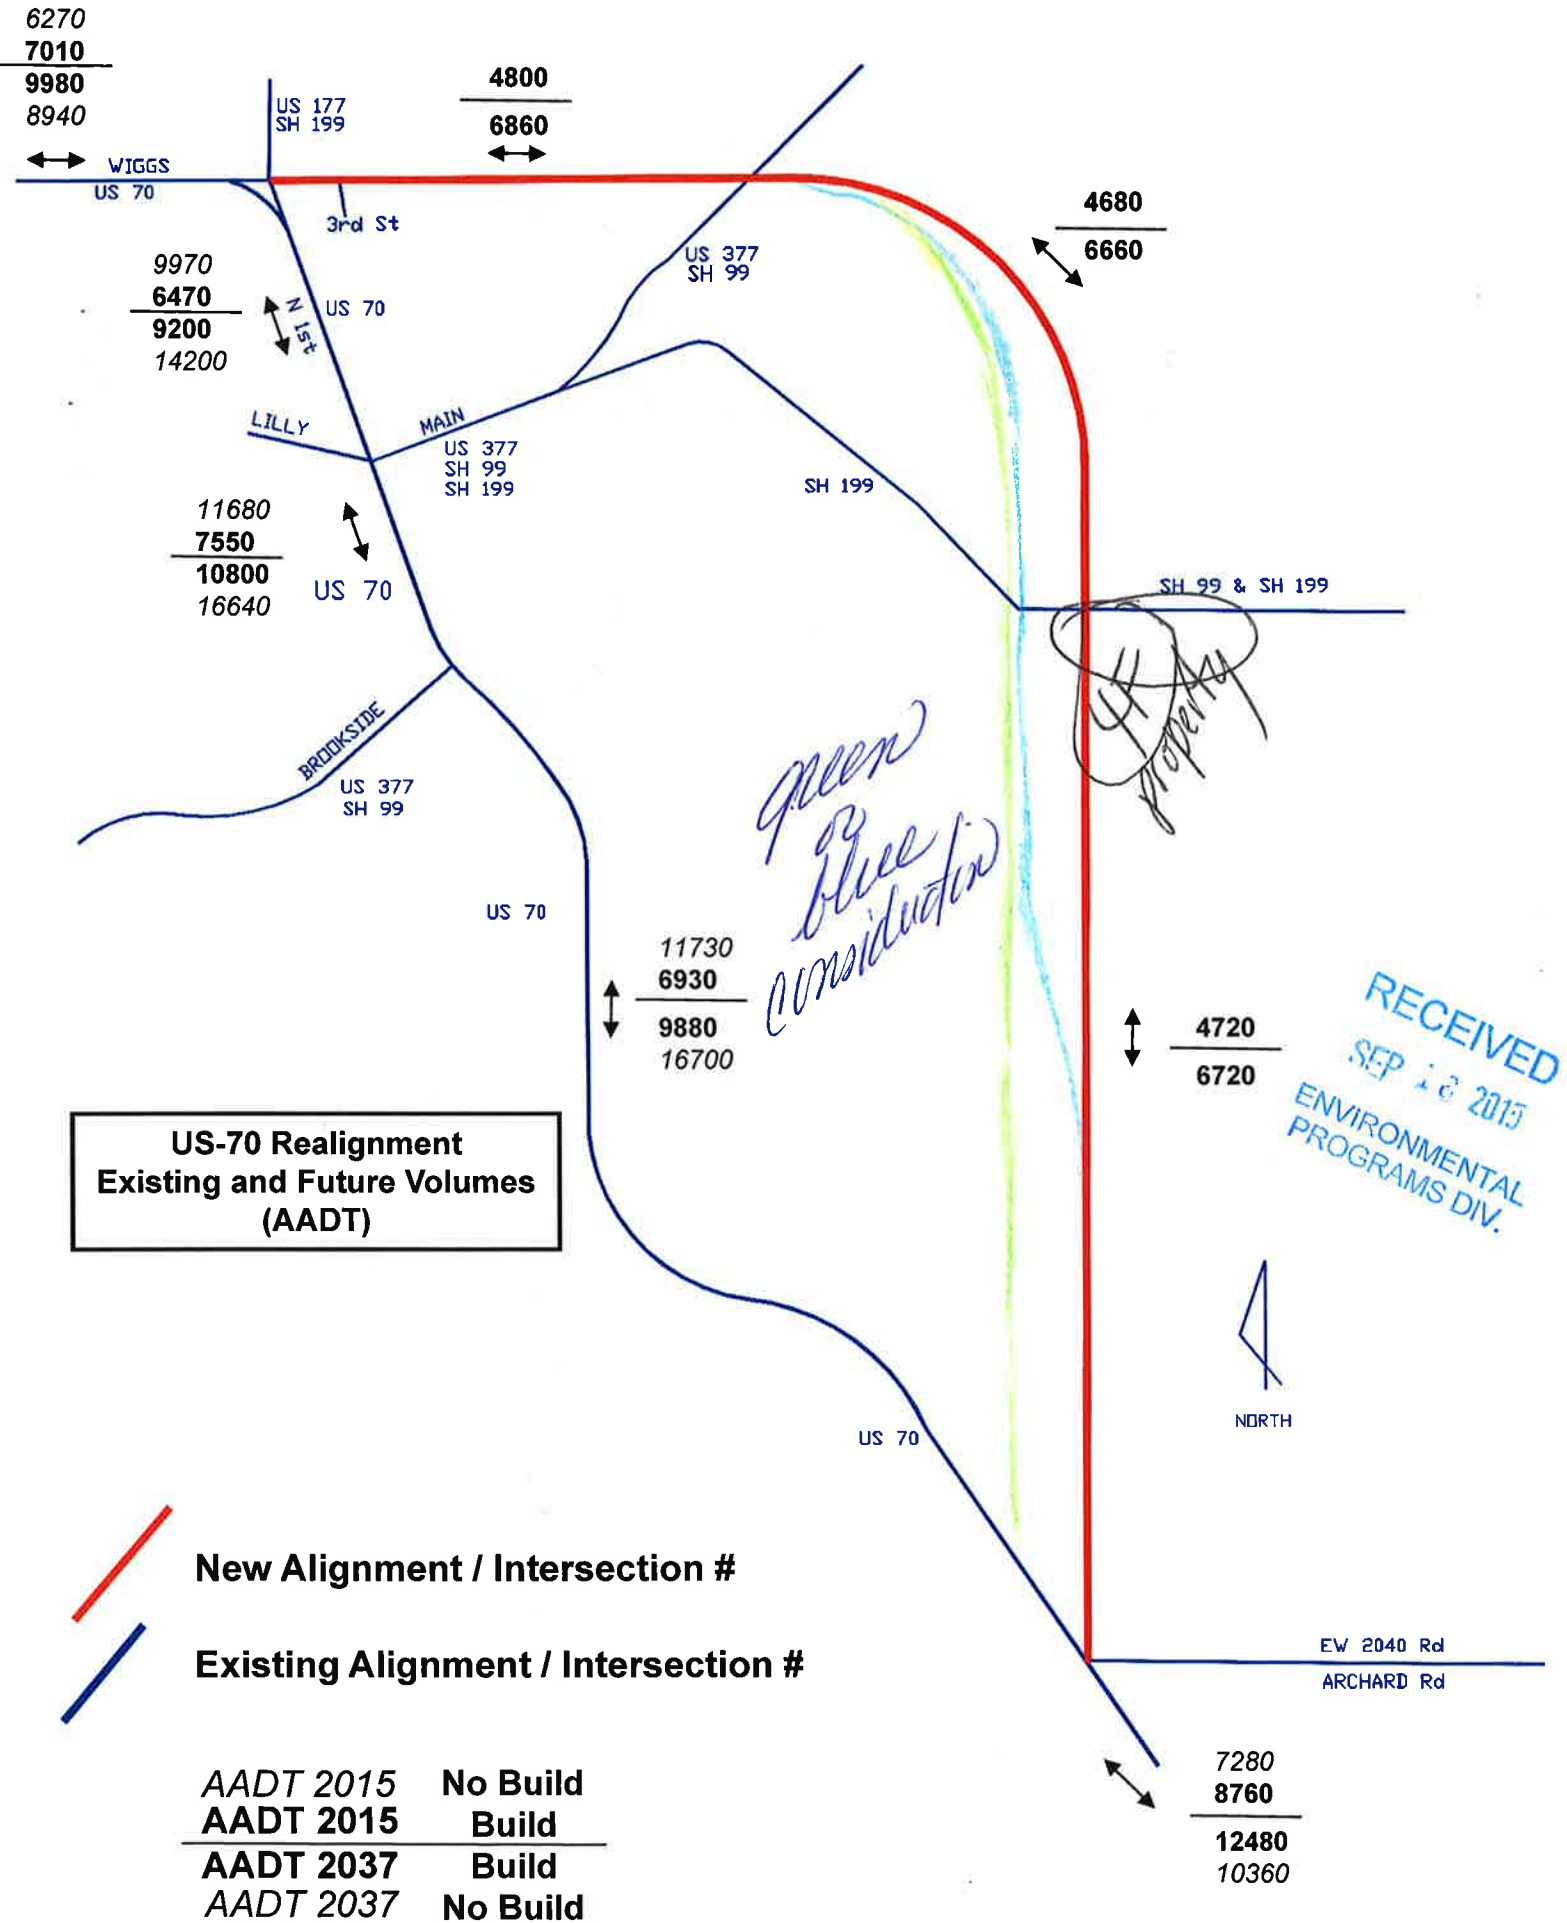 6270
7010
9980
8940
WIGGS
US 70
US 177
SH 199
4800
6860
3rd St
4680
6660
US 377
SH 99
9970
6470
9200
14200
N 1st
US 70
LILLY
MAIN
US 377
SH 99
SH 199
SH 199
11680
7550
10800
16640
US 70
SH 99 & SH 199
4H
property
BROOKSIDE
US 377
SH 99
green
or
blue
US 70
11730
6930
9880
16700
4720
6720
RECEIVED
SEP 2015
ENVIRONMENTAL
PROGRAMS DIV.
US-70 Realignment
Existing and Future Volumes
(AADT)
NORTH
US 70
New Alignment / Intersection #
Existing Alignment / Intersection #
EW 2040 Rd
ARCHARD Rd
7280
8760
12480
10360
AADT 2015 No Build
AADT 2015 Build
AADT 2037 Build
AADT 2037 No Build